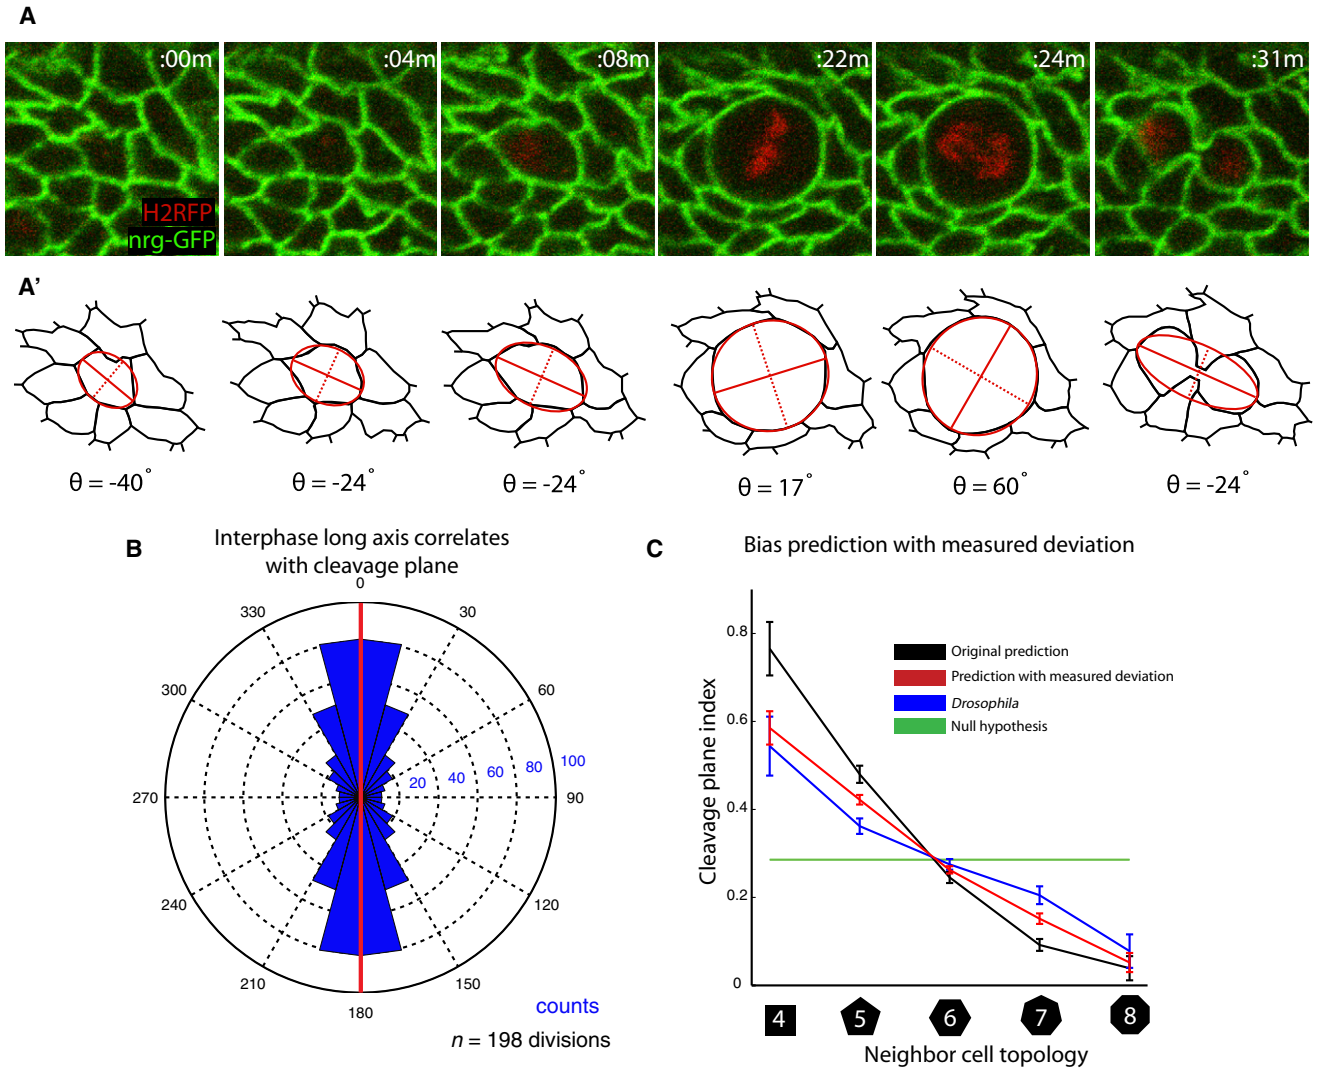 A
:00m
:04m
:08m
:22m
:24m
:31m
H2RFP
nrg-GFP
A'
θ = -40°
θ = -24°
θ = -24°
θ = 17°
θ = 60°
θ = -24°
B
Interphase long axis correlates
with cleavage plane
0
330
30
300
60
20
40
60
80
100
270
90
240
120
210
150
180
counts
n = 198 divisions
C
Bias prediction with measured deviation
Original prediction
Prediction with measured deviation
Drosophila
Null hypothesis
Cleavage plane index
0.8
0.6
0.4
0.2
0
4
5
6
7
8
Neighbor cell topology